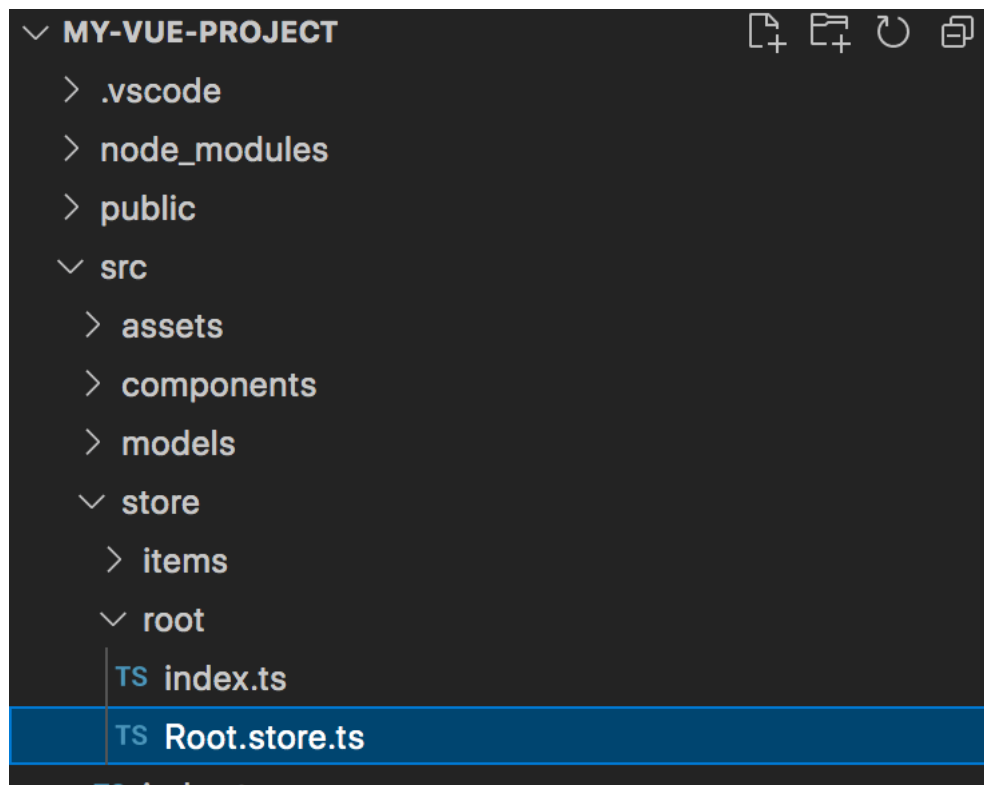 MY-VUE-PROJECT
.vscode
node_modules
public
src
assets
components
models
store
items
root
TS index.ts
TS Root.store.ts